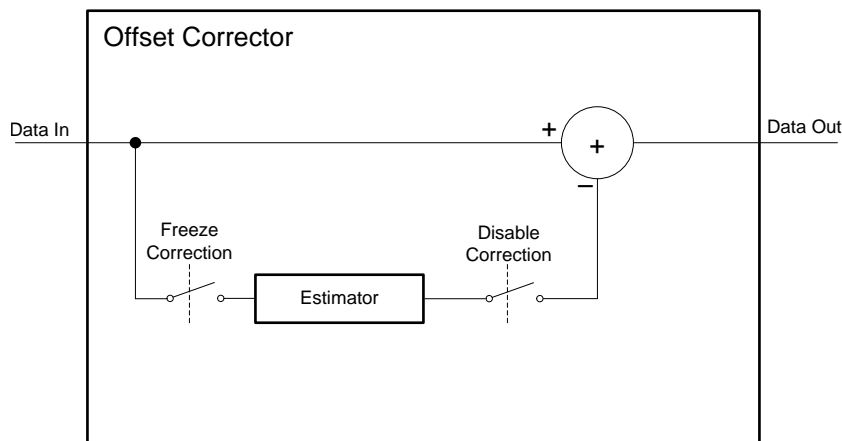 Offset Corrector
Data In
+
+
Data Out
–
Freeze
Correction
Disable
Correction
Estimator